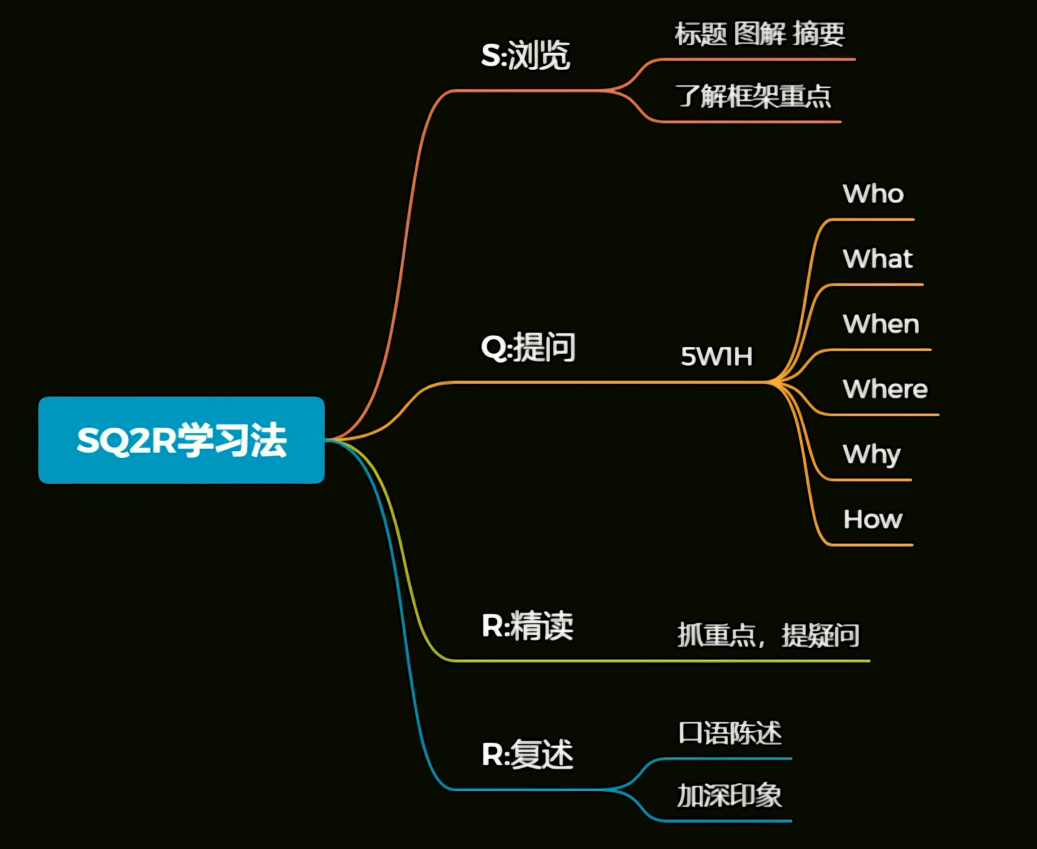 SQ2R学习法
S:浏览
标题 图解 摘要
了解框架重点
Q:提问
5W1H
Who
What
When
Where
Why
How
R:精读
抓重点，提疑问
R:复述
口语陈述
加深印象